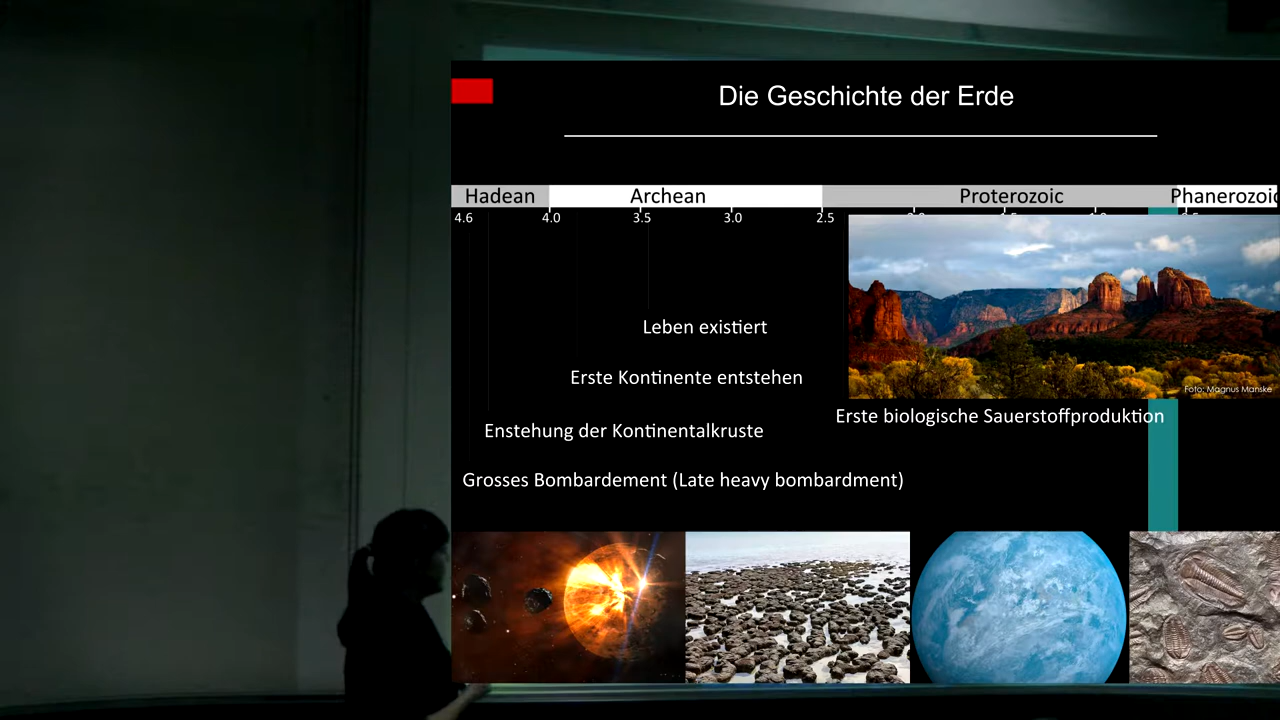 Die Geschichte der Erde
Hadean Archean Proterozoic Phanerozoic
4.6 4.0 3.5 3.0 2.5
Foto: Magnus Manske
Leben existiert
Erste Kontinente entstehen
Erste biologische Sauerstoffproduktion
Enstehung der Kontinentalkruste
Grosses Bombardement (Late heavy bombardment)